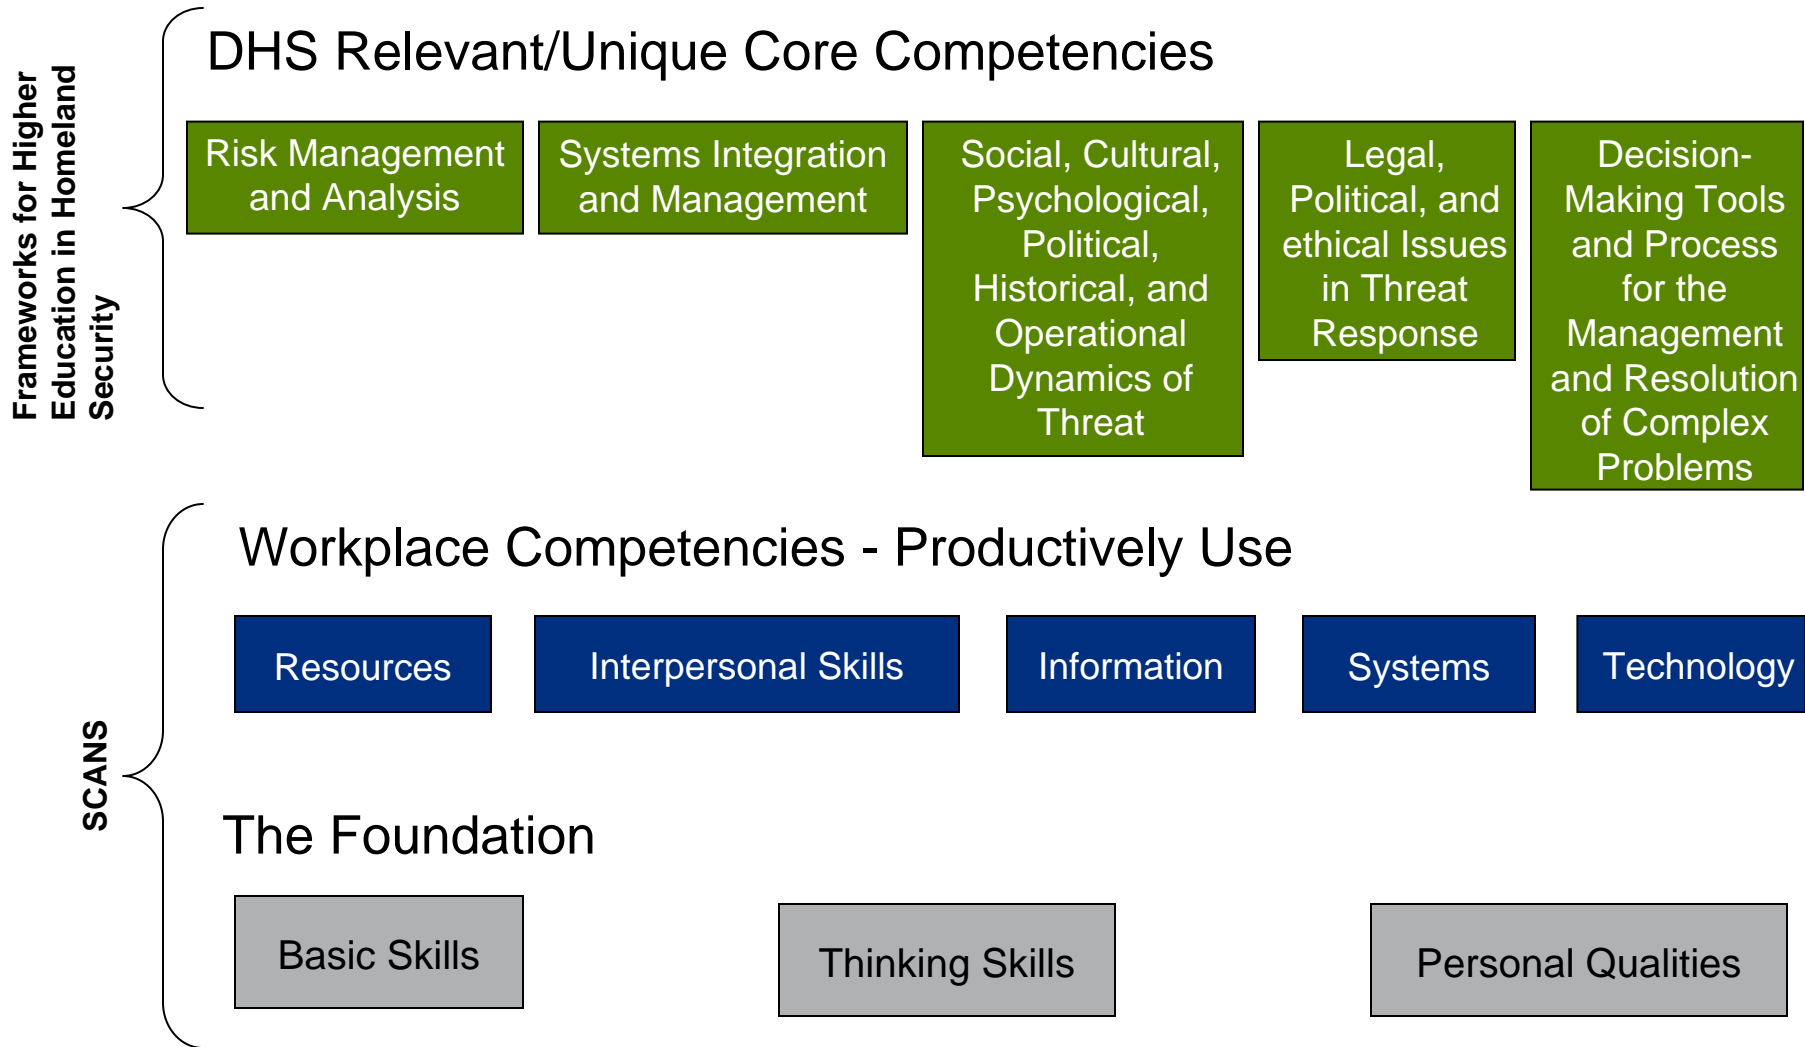 Frameworks for Higher
Education in Homeland
Security
DHS Relevant/Unique Core Competencies
Risk Management
and Analysis
Systems Integration
and Management
Social, Cultural,
Psychological,
Political,
Historical, and
Operational
Dynamics of
Threat
Legal,
Political, and
ethical Issues
in Threat
Response
Decision-
Making Tools
and Process
for the
Management
and Resolution
of Complex
Problems
SCANS
Workplace Competencies - Productively Use
Resources
Interpersonal Skills
Information
Systems
Technology
The Foundation
Basic Skills
Thinking Skills
Personal Qualities